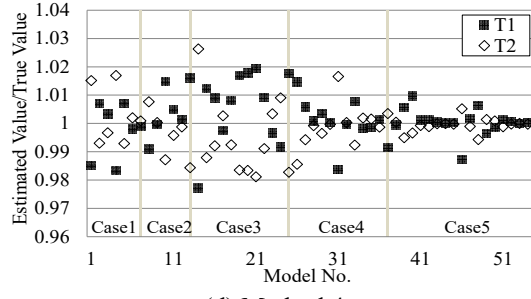 1.04
1.02
1.01
1.01
1
0.99
0.98
0.97
0.96
Estimated Value/True Value
T1
T2
Case1
Case2
Case3
Case4
Case5
1
11
21
31
41
51
Model No.